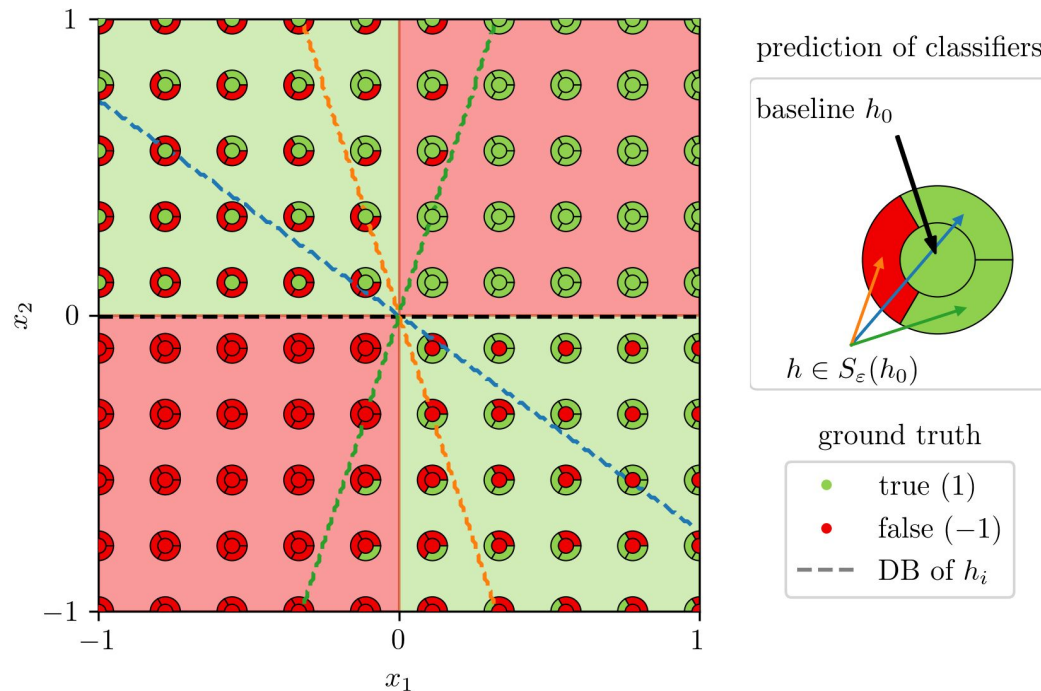 1
0
−1
x₂
−1
0
1
x₁
prediction of classifiers
baseline h₀
h ∈ Sε(h₀)
ground truth
true (1)
false (−1)
DB of hᵢ